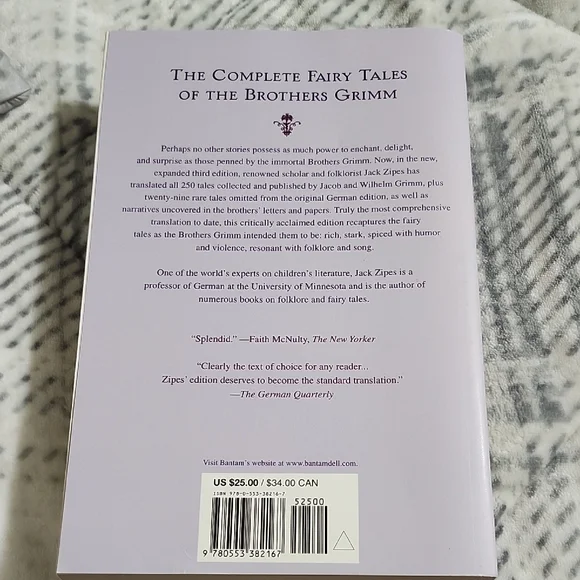 THE COMPLETE FAIRY TALES
OF THE BROTHERS GRIMM
Perhaps no other stories possess as much power to enchant, delight,
and surprise as those penned by the immortal Brothers Grimm. Now, in the new,
expanded third edition, renowned scholar and folklorist Jack Zipes has
translated all 250 tales collected and published by Jacob and Wilhelm Grimm, plus
twenty-nine rare tales omitted from the original German edition, as well as
narratives uncovered in the brothers' letters and papers. Truly the most comprehensive
translation to date, this critically acclaimed edition recaptures the fairy
tales as the Brothers Grimm intended them to be: rich, stark, spiced with humor
and violence, resonant with folklore and song.
One of the world's experts on children's literature, Jack Zipes is a
professor of German at the University of Minnesota and is the author of
numerous books on folklore and fairy tales.
"Splendid." —Faith McNulty, The New Yorker
"Clearly the text of choice for any reader...
Zipes' edition deserves to become the standard translation."
—The German Quarterly
Visit Bantam's website at www.bantamdell.com.
US $25.00 / $34.00 CAN
ISBN 978-0-553-38216-7
52500
9 780553 382167